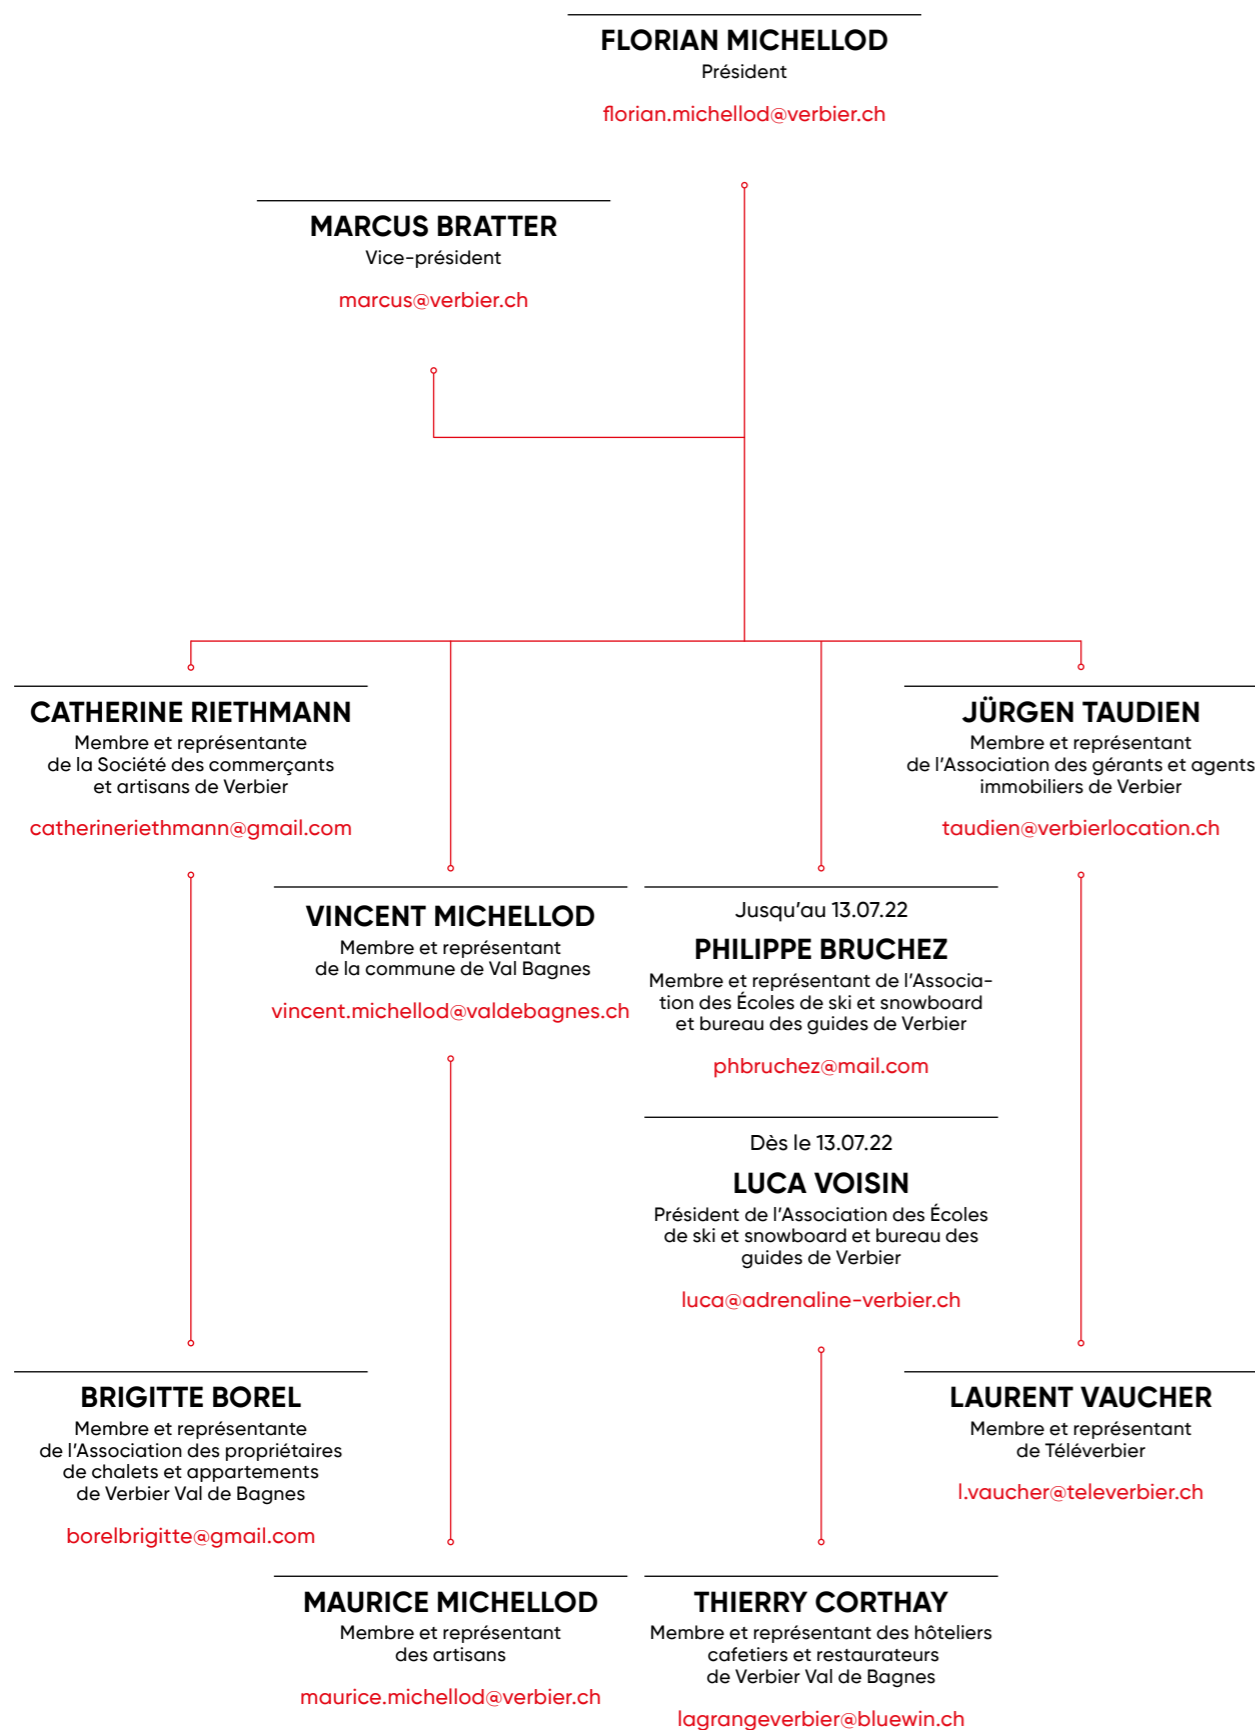 FLORIAN MICHELLOD
Président
florian.michellod@verbier.ch
MARCUS BRATTER
Vice-président
marcus@verbier.ch
CATHERINE RIETHMANN
Membre et représentante
de la Société des commerçants
et artisans de Verbier
catherineriethmann@gmail.com
JÜRGEN TAUDIEN
Membre et représentant
de l’Association des gérants et agents
immobiliers de Verbier
taudien@verbierlocation.ch
VINCENT MICHELLOD
Membre et représentant
de la commune de Val Bagnes
vincent.michellod@valdebagnes.ch
Jusqu’au 13.07.22
PHILIPPE BRUCHEZ
Membre et représentant de l’Associa-
tion des Écoles de ski et snowboard
et bureau des guides de Verbier
phbruchez@mail.com
Dès le 13.07.22
LUCA VOISIN
Président de l’Association des Écoles
de ski et snowboard et bureau des
guides de Verbier
luca@adrenaline-verbier.ch
BRIGITTE BOREL
Membre et représentante
de l’Association des propriétaires
de chalets et appartements
de Verbier Val de Bagnes
borelbrigitte@gmail.com
LAURENT VAUCHER
Membre et représentant
de Téléverbier
l.vaucher@televerbier.ch
MAURICE MICHELLOD
Membre et représentant
des artisans
maurice.michellod@verbier.ch
THIERRY CORTHAY
Membre et représentant des hôteliers
cafetiers et restaurateurs
de Verbier Val de Bagnes
lagrangeverbier@bluewin.ch